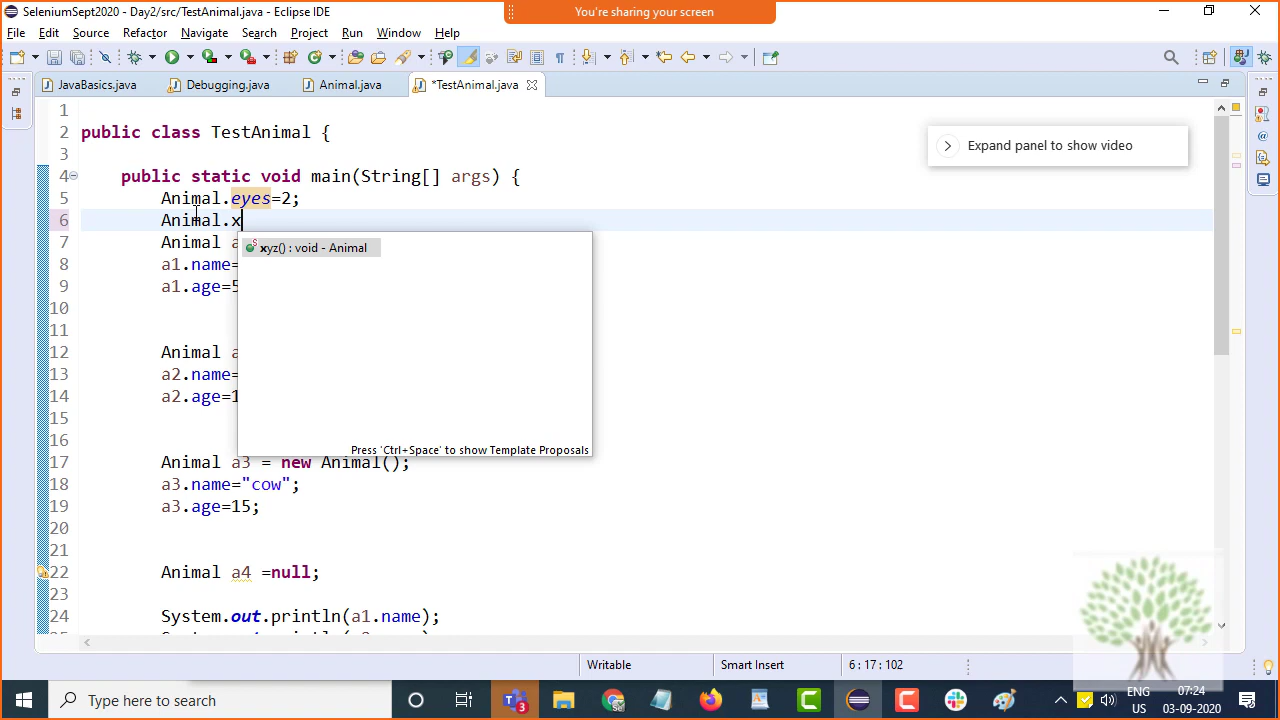 SeleniumSept2020 - Day2/src/TestAnimal.java - Eclipse IDE
You're sharing your screen
File Edit Source Refactor Navigate Search Project Run Window Help
JavaBasics.java Debugging.java Animal.java *TestAnimal.java
1
2 public class TestAnimal {
Expand panel to show video
3
4 public static void main(String[] args) {
5 Animal.eyes=2;
6 Animal.x
7 Animal a
xyz() : void - Animal
8 a1.name=
9 a1.age=5
10
11
12 Animal a
13 a2.name=
14 a2.age=1
15
16
Press 'Ctrl+Space' to show Template Proposals
17 Animal a3 = new Animal();
18 a3.name="cow";
19 a3.age=15;
20
21
22 Animal a4 =null;
23
24 System.out.println(a1.name);
Writable Smart Insert 6 : 17 : 102
Type here to search
3
ENG
US
07:24
03-09-2020